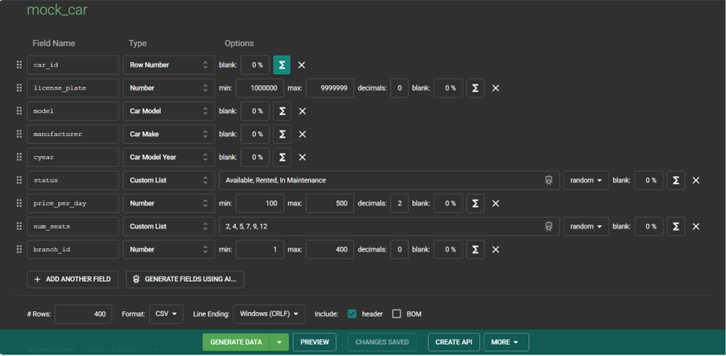 mock_car
Field Name Type Options
car_id Row Number blank: 0 % Σ ×
license_plate Number min: 1000000 max: 9999999 decimals: 0 blank: 0 % Σ ×
model Car Model blank: 0 % Σ ×
manufacturer Car Make blank: 0 % Σ ×
cyear Car Model Year blank: 0 % Σ ×
status Custom List Available, Rented, In Maintenance random blank: 0 % Σ ×
price_per_day Number min: 100 max: 500 decimals: 2 blank: 0 % Σ ×
num_seats Custom List 2, 4, 5, 7, 9, 12 random blank: 0 % Σ ×
branch_id Number min: 1 max: 400 decimals: 0 blank: 0 % Σ ×
+ ADD ANOTHER FIELD GENERATE FIELDS USING AI...
# Rows: 400 Format: CSV Line Ending: Windows (CRLF) Include: header BOM
GENERATE DATA PREVIEW CHANGES SAVED CREATE API MORE